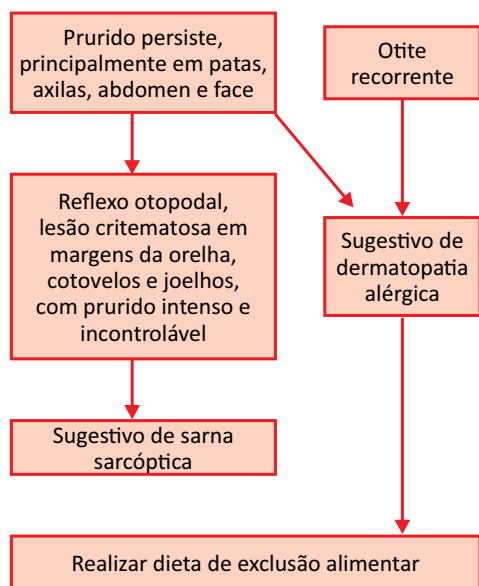 Prurido persiste,
principalmente em patas,
axilas, abdomen e face
Otite
recorrente
Reflexo otopodal,
lesão critematosa em
margens da orelha,
cotovelos e joelhos,
com prurido intenso e
incontrolável
Sugestivo de
dermatopatia
alérgica
Sugestivo de sarna
sarcóptica
Realizar dieta de exclusão alimentar